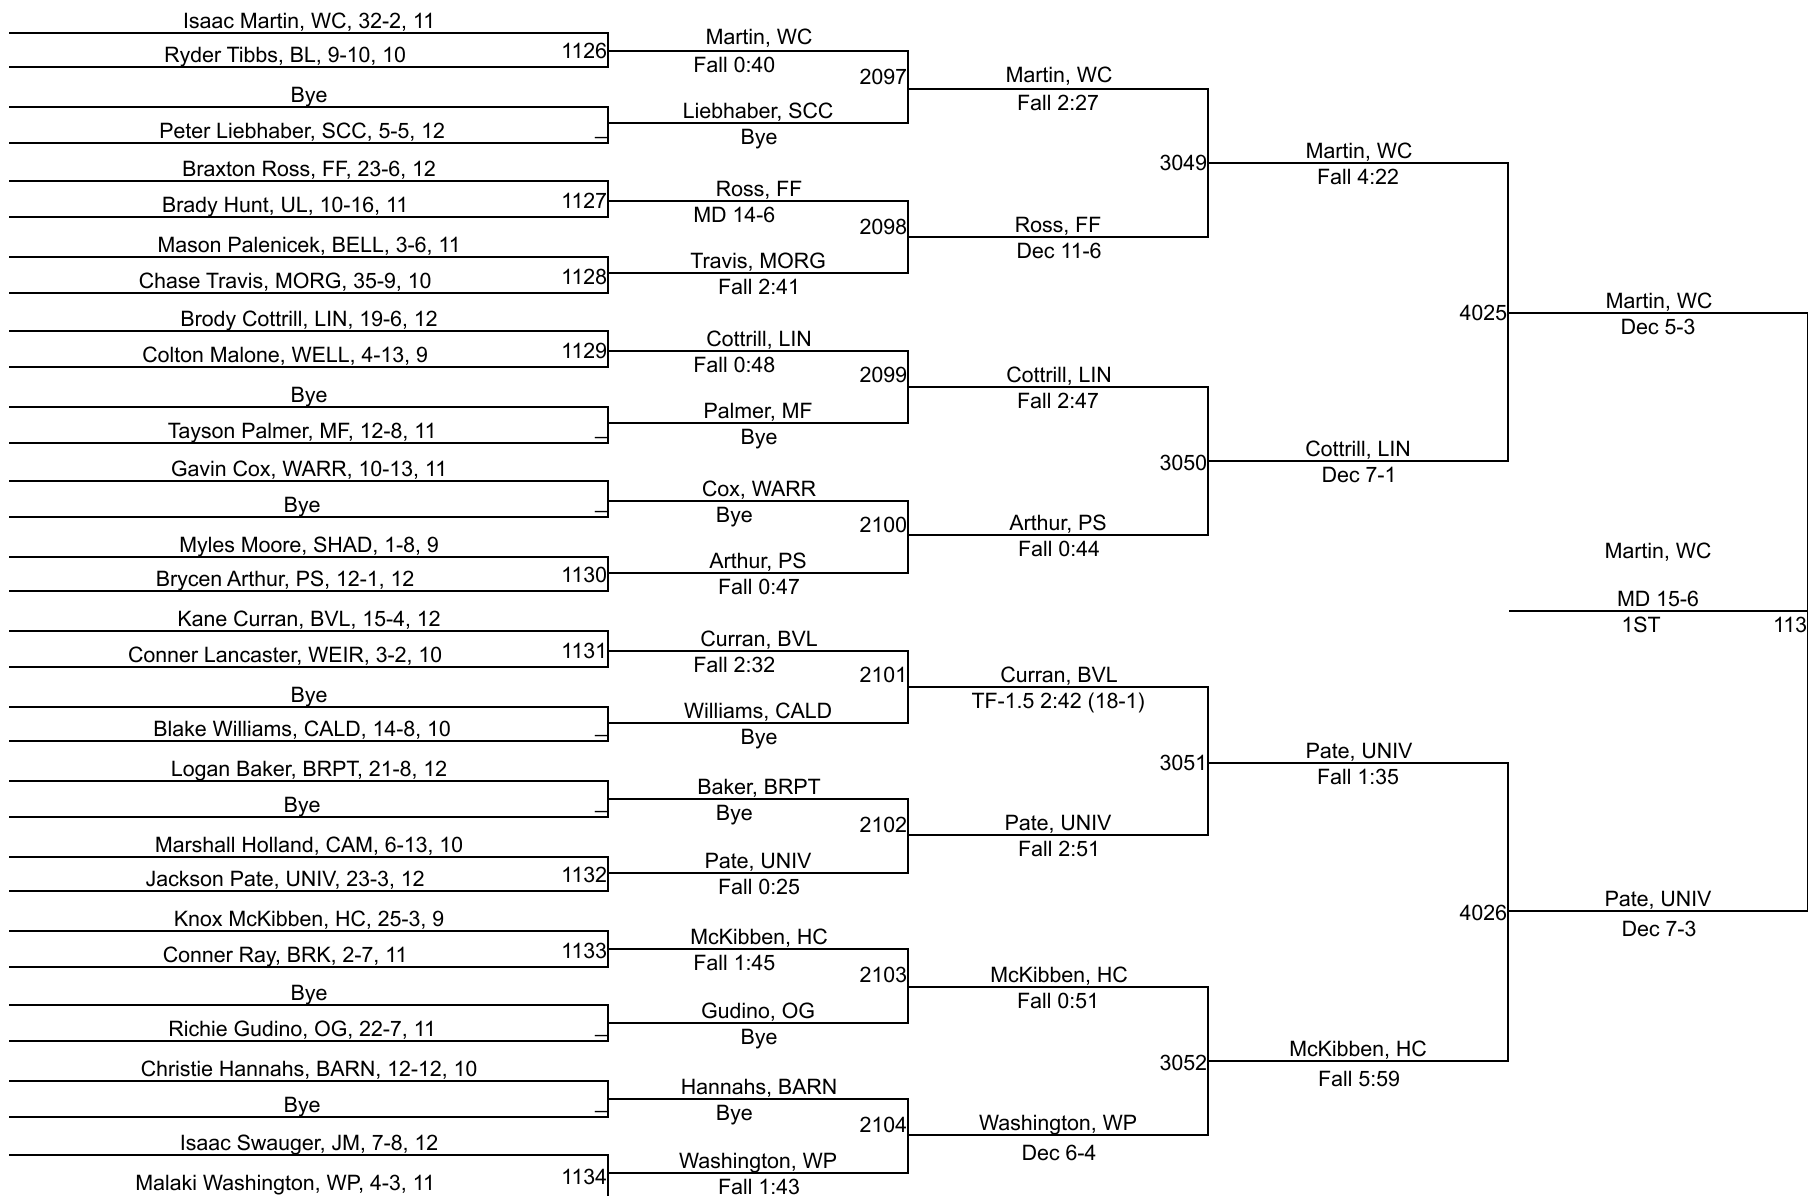 Isaac Martin, WC, 32-2, 11
Ryder Tibbs, BL, 9-10, 10
1126
Bye
Peter Liebhaber, SCC, 5-5, 12
Braxton Ross, FF, 23-6, 12
Brady Hunt, UL, 10-16, 11
1127
Mason Palenicek, BELL, 3-6, 11
Chase Travis, MORG, 35-9, 10
1128
Brody Cottrill, LIN, 19-6, 12
Colton Malone, WELL, 4-13, 9
1129
Bye
Tayson Palmer, MF, 12-8, 11
Gavin Cox, WARR, 10-13, 11
Bye
Myles Moore, SHAD, 1-8, 9
Brycen Arthur, PS, 12-1, 12
1130
Kane Curran, BVL, 15-4, 12
Conner Lancaster, WEIR, 3-2, 10
1131
Bye
Blake Williams, CALD, 14-8, 10
Logan Baker, BRPT, 21-8, 12
Bye
Marshall Holland, CAM, 6-13, 10
Jackson Pate, UNIV, 23-3, 12
1132
Knox McKibben, HC, 25-3, 9
Conner Ray, BRK, 2-7, 11
1133
Bye
Richie Gudino, OG, 22-7, 11
Christie Hannahs, BARN, 12-12, 10
Bye
Isaac Swauger, JM, 7-8, 12
Malaki Washington, WP, 4-3, 11
1134
Martin, WC
Fall 0:40
2097
Liebhaber, SCC
Bye
Ross, FF
MD 14-6
2098
Travis, MORG
Fall 2:41
Cottrill, LIN
Fall 0:48
2099
Palmer, MF
Bye
Cox, WARR
Bye
2100
Arthur, PS
Fall 0:47
Curran, BVL
Fall 2:32
2101
Williams, CALD
Bye
Baker, BRPT
Bye
2102
Pate, UNIV
Fall 0:25
McKibben, HC
Fall 1:45
2103
Gudino, OG
Bye
Hannahs, BARN
Bye
2104
Washington, WP
Fall 1:43
Martin, WC
Fall 2:27
3049
Ross, FF
Dec 11-6
Cottrill, LIN
Fall 2:47
3050
Arthur, PS
Fall 0:44
Curran, BVL
TF-1.5 2:42 (18-1)
3051
Pate, UNIV
Fall 2:51
McKibben, HC
Fall 0:51
3052
Washington, WP
Dec 6-4
Martin, WC
Fall 4:22
4025
Cottrill, LIN
Dec 7-1
Pate, UNIV
Fall 1:35
4026
McKibben, HC
Fall 5:59
Martin, WC
Dec 5-3
Martin, WC
MD 15-6
1ST
113
Pate, UNIV
Dec 7-3